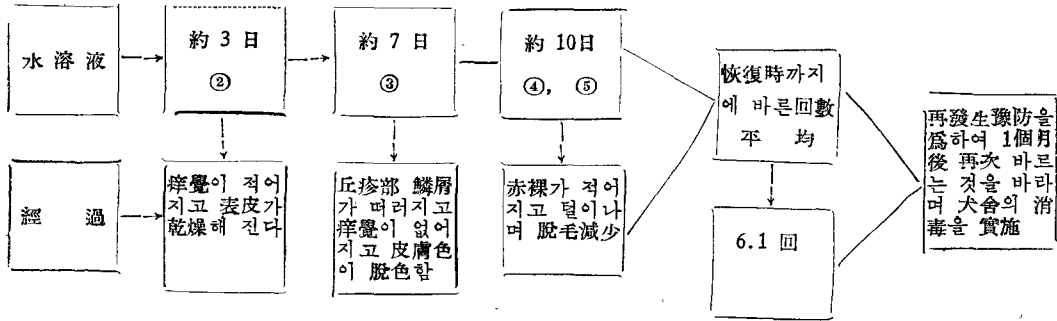 水溶液
約 3 日
②
約 7 日
③
約 10日
④, ⑤
恢復時까지
에 바른回數
平 均
再發生豫防을
爲하여 1個月
後 再次 바르
는 것을 바라
며 犬舍의 消
毒을 實施
經 過
痒覺이 적어
지고 表皮가
乾燥해 진다
丘疹部 鱗屑
가 떠러지고
痒覺이 없어
지고 皮膚色
이 脫色함
赤裸가 적어
지고 털이나
며 脫毛減少
6.1 回